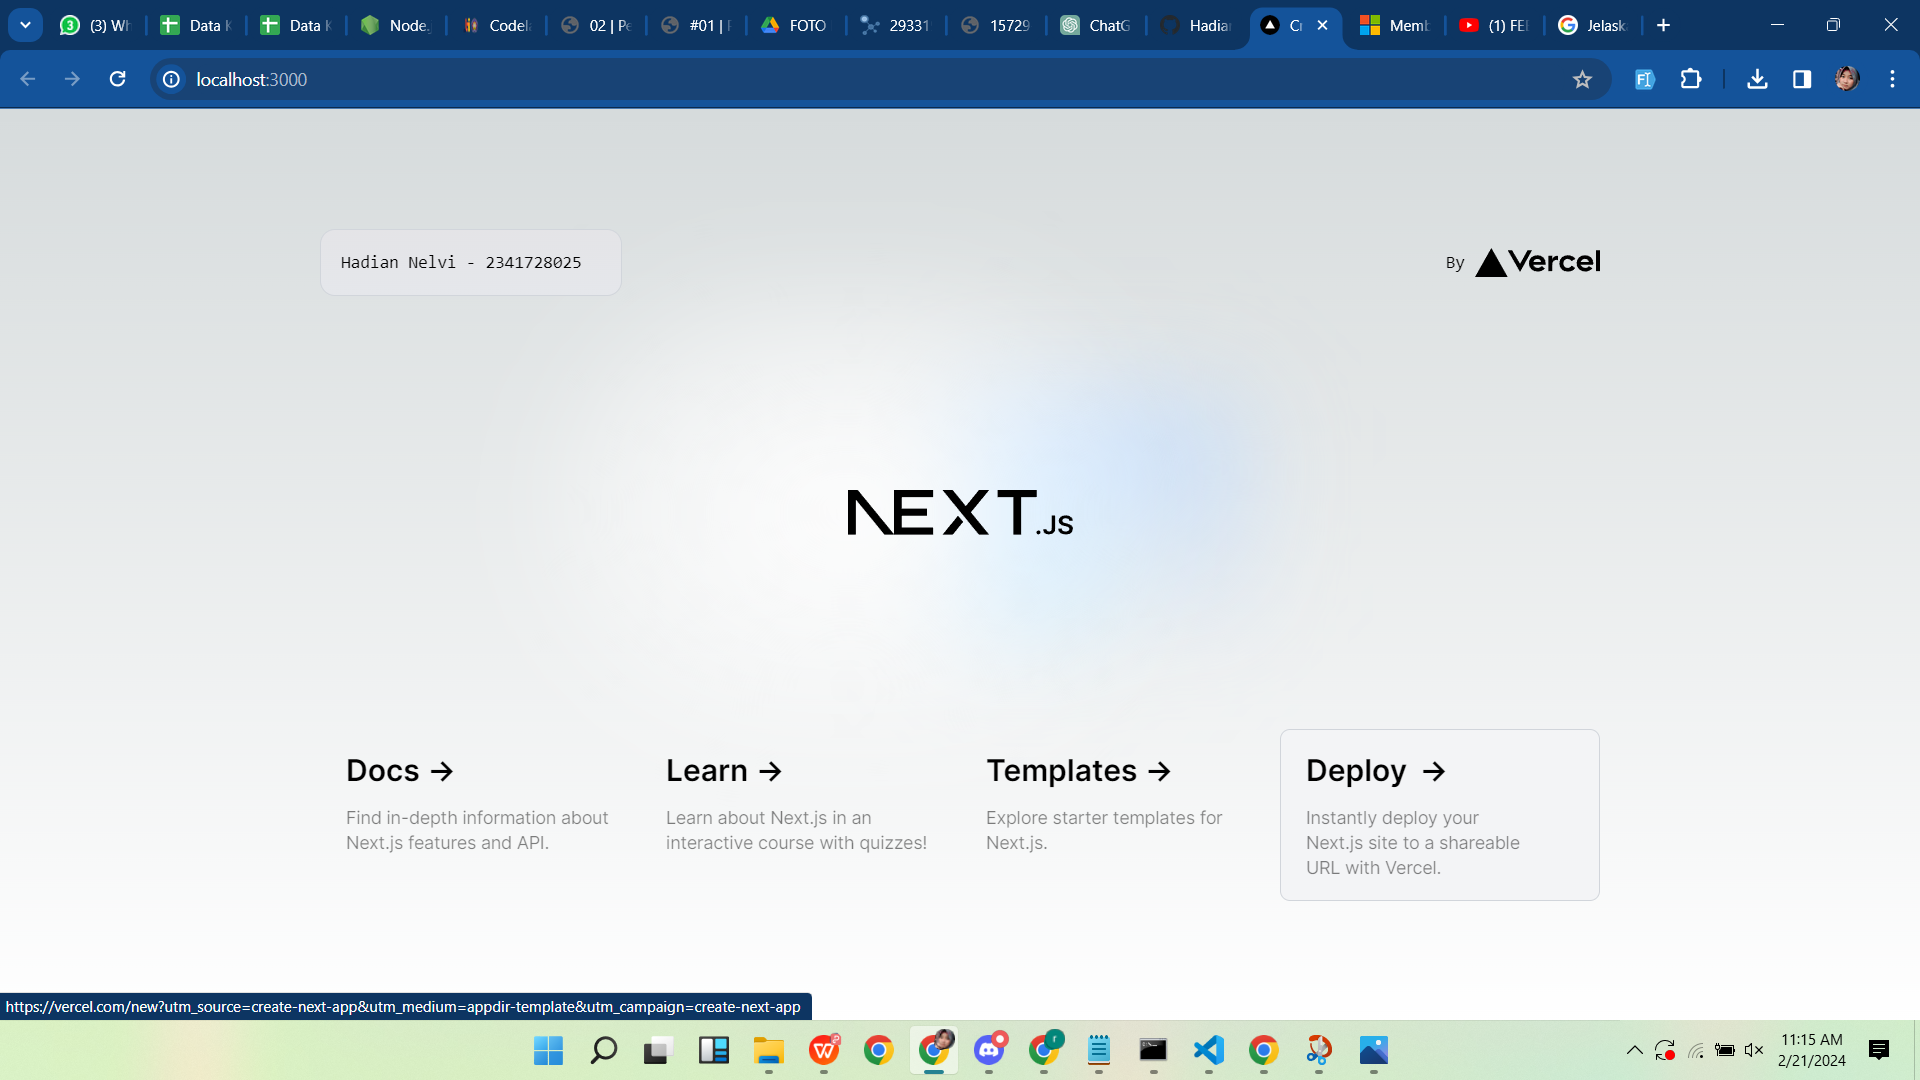 (3) Wh
Data K
Data K
Node.
Codela
02 | Pe
#01 | P
FOTO
29331
15729
ChatG
Hadian
Cr
Memb
(1) FEE
Jelaska
localhost:3000
Hadian Nelvi - 2341728025
By Vercel
NEXT.JS
Docs →
Find in-depth information about
Next.js features and API.
Learn →
Learn about Next.js in an
interactive course with quizzes!
Templates →
Explore starter templates for
Next.js.
Deploy →
Instantly deploy your
Next.js site to a shareable
URL with Vercel.
https://vercel.com/new?utm_source=create-next-app&utm_medium=appdir-template&utm_campaign=create-next-app
11:15 AM
2/21/2024